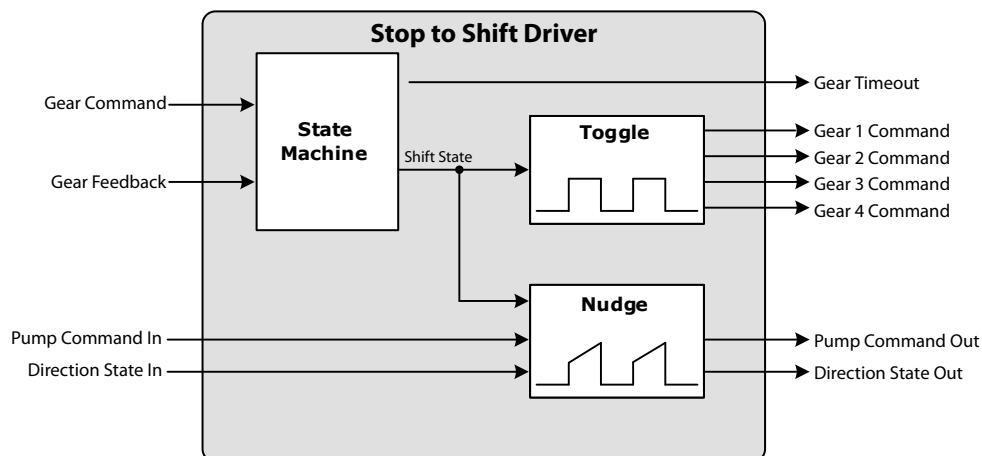 Stop to Shift Driver
Gear Command
Gear Feedback
State
Machine
Shift State
Toggle
Gear Timeout
Gear 1 Command
Gear 2 Command
Gear 3 Command
Gear 4 Command
Pump Command In
Direction State In
Nudge
Pump Command Out
Direction State Out